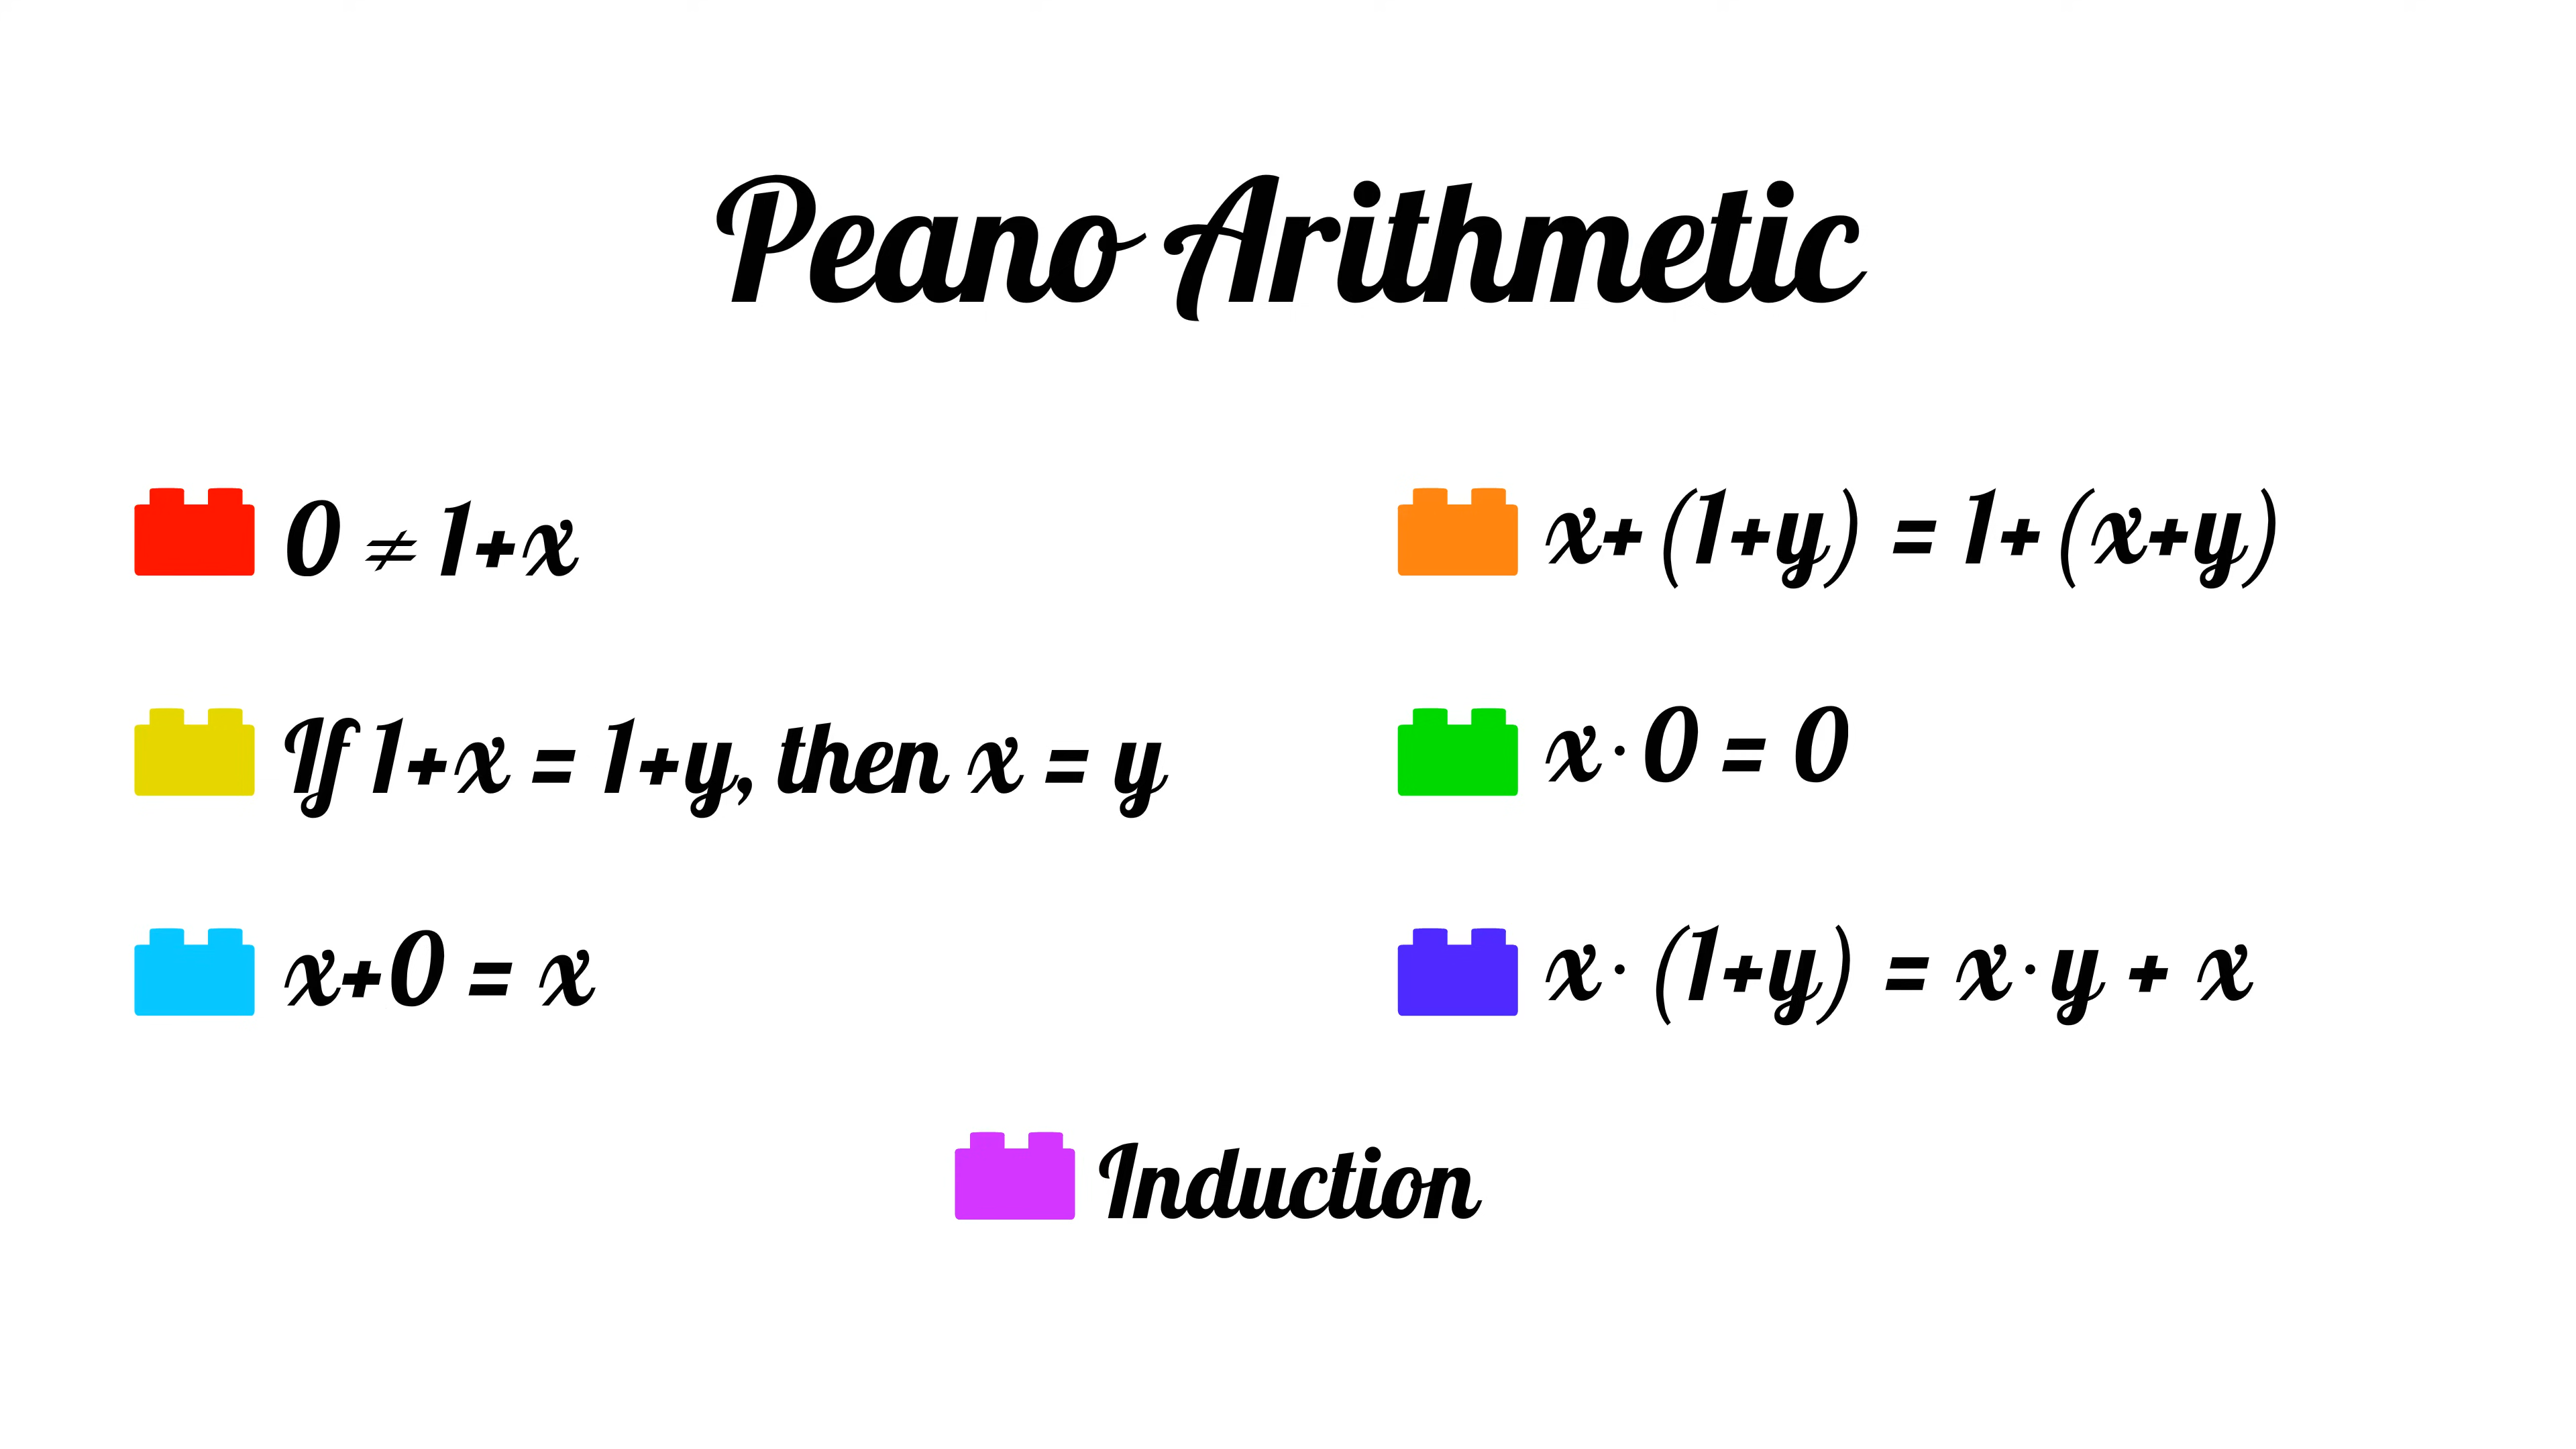 Peano Arithmetic
0 ≠ 1+x
If 1+x = 1+y, then x = y
x+0 = x
x+(1+y) = 1+(x+y)
x·0 = 0
x·(1+y) = x·y + x
Induction